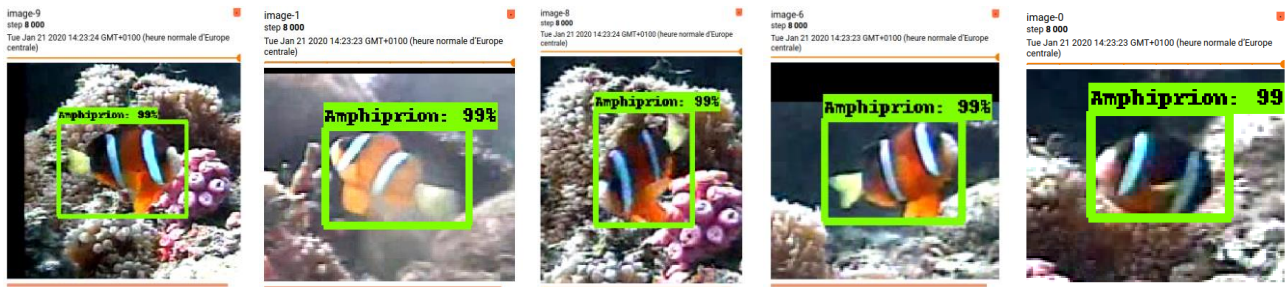 image-9
step 8 000
Tue Jan 21 2020 14:23:24 GMT+0100 (heure normale d'Europe
centrale)
Amphiprion: 99%
image-1
step 8 000
Tue Jan 21 2020 14:23:23 GMT+0100 (heure normale d'Europe
centrale)
Amphiprion: 99%
image-8
step 8 000
Tue Jan 21 2020 14:23:24 GMT+0100 (heure normale d'Europe
centrale)
Amphiprion: 99%
image-6
step 8 000
Tue Jan 21 2020 14:23:23 GMT+0100 (heure normale d'Europe
centrale)
Amphiprion: 99%
image-0
step 8 000
Tue Jan 21 2020 14:23:23 GMT+0100 (heure normale d'Europe
centrale)
Amphiprion: 99